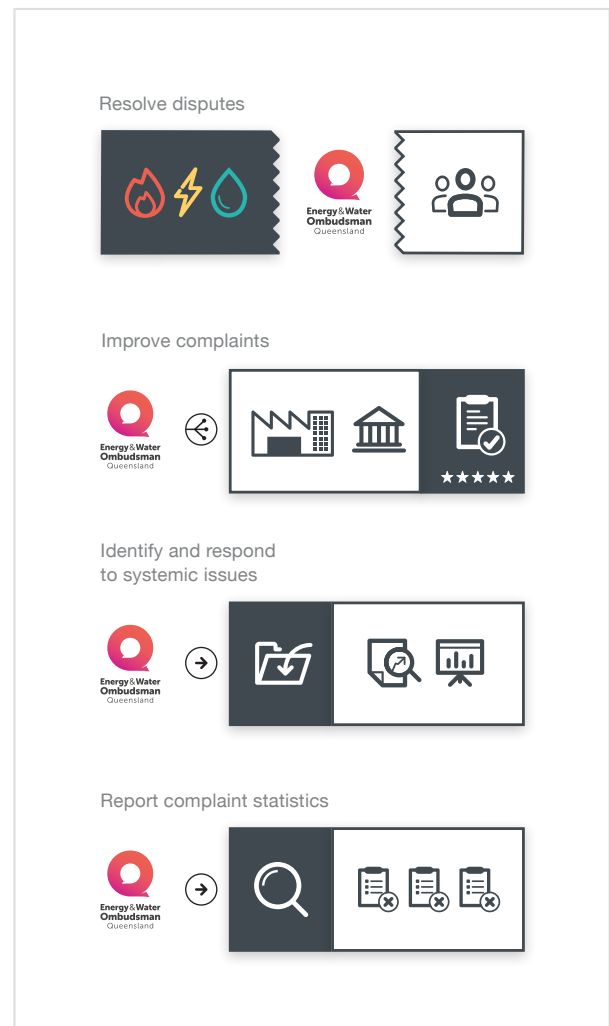 Resolve disputes
Energy&Water
Ombudsman
Queensland
Improve complaints
Energy&Water
Ombudsman
Queensland
Identify and respond
to systemic issues
Energy&Water
Ombudsman
Queensland
Report complaint statistics
Energy&Water
Ombudsman
Queensland